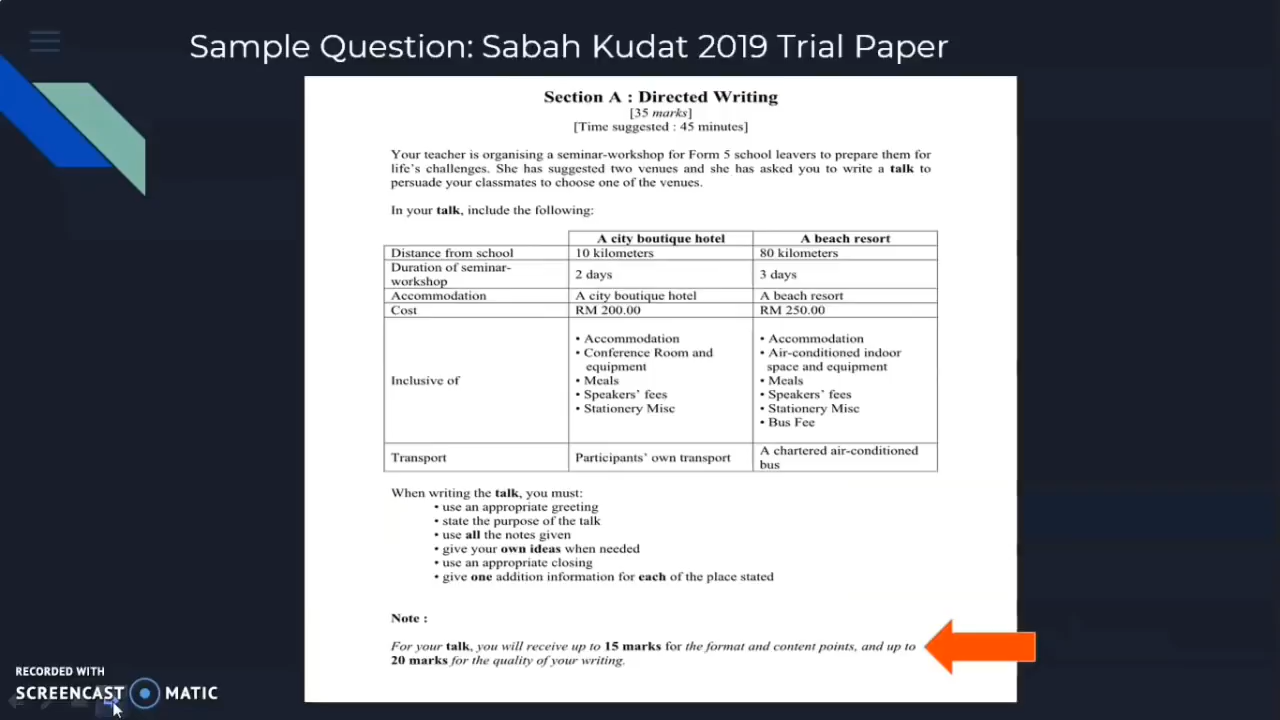 Sample Question: Sabah Kudat 2019 Trial Paper
Section A : Directed Writing
[35 marks]
[Time suggested : 45 minutes]
Your teacher is organising a seminar-workshop for Form 5 school leavers to prepare them for
life's challenges. She has suggested two venues and she has asked you to write a talk to
persuade your classmates to choose one of the venues.
In your talk, include the following:
A city boutique hotel A beach resort
Distance from school 10 kilometers 80 kilometers
Duration of seminar-
workshop 2 days 3 days
Accommodation A city boutique hotel A beach resort
Cost RM 200.00 RM 250.00
Inclusive of
• Accommodation
• Conference Room and
equipment
• Meals
• Speakers' fees
• Stationery Misc
• Accommodation
• Air-conditioned indoor
space and equipment
• Meals
• Speakers' fees
• Stationery Misc
• Bus Fee
Transport Participants' own transport A chartered air-conditioned
bus
When writing the talk, you must:
• use an appropriate greeting
• state the purpose of the talk
• use all the notes given
• give your own ideas when needed
• use an appropriate closing
• give one addition information for each of the place stated
Note :
For your talk, you will receive up to 15 marks for the format and content points, and up to
20 marks for the quality of your writing.
RECORDED WITH
SCREENCAST MATIC